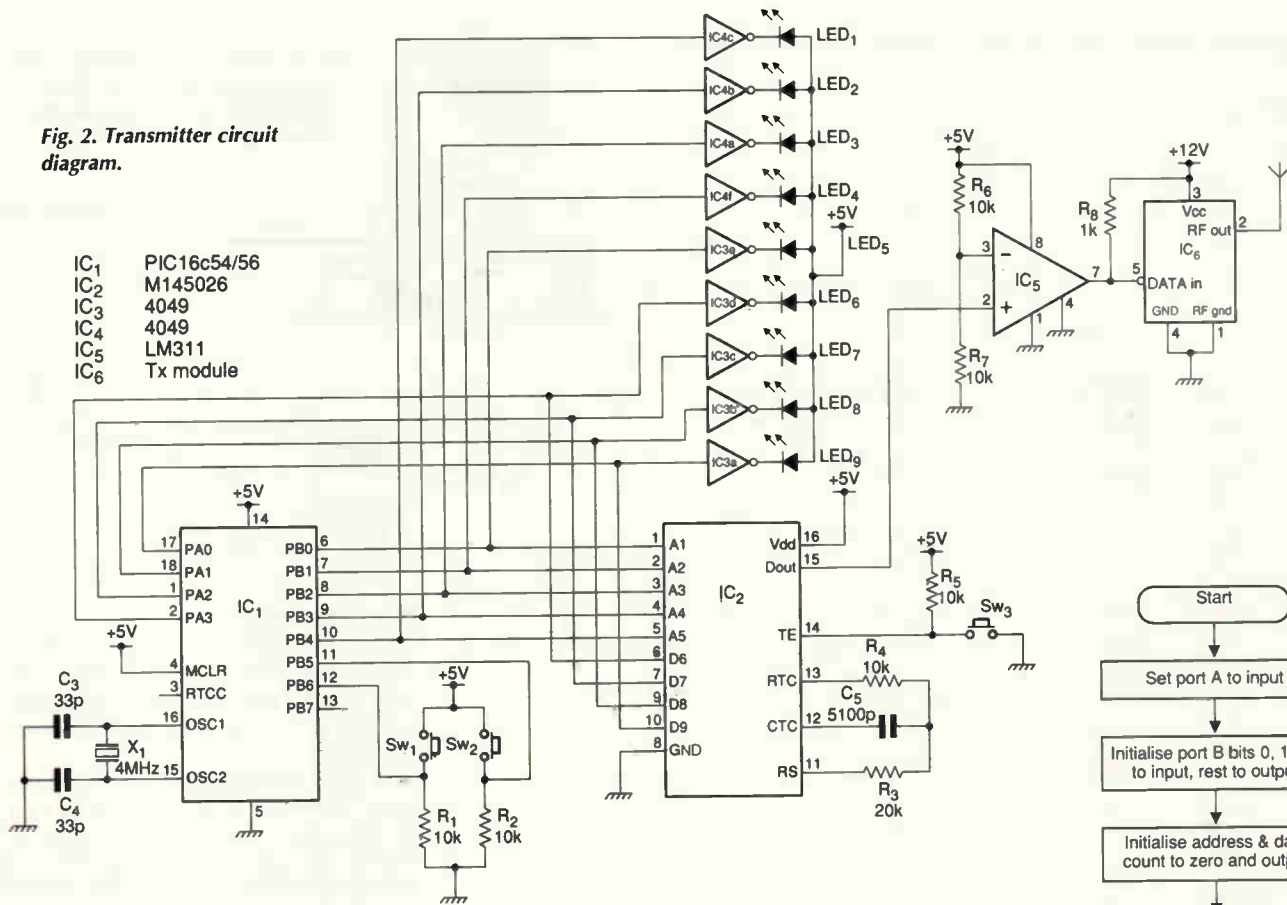 Fig. 2. Transmitter circuit
diagram.
IC1 PIC16c54/56
IC2 M145026
IC3 4049
IC4 4049
IC5 LM311
IC6 Tx module
IC4c LED1
IC4b LED2
IC4a LED3
IC4f LED4
+5V
IC3e LED5
IC3d LED6
IC3c LED7
IC3b LED8
IC3a LED9
+5V
R6
10k
R7
10k
3 −
2 +
IC5
8
7
1
4
+12V
R8
1k
3
Vcc
RF out 2
IC6
5 DATA in
GND RF gnd
4 1
+5V
14
17 PA0 PB0 6
18 PA1 PB1 7
1 PA2 PB2 8
2 PA3 PB3 9
IC1
PB4 10
PB5 11
+5V
4 MCLR PB6 12
3 RTCC PB7 13
16 OSC1
15 OSC2
5
C3
33p
X1
4MHz
C4
33p
+5V
Sw1 Sw2
R1
10k
R2
10k
+5V
1 A1 Vdd 16
2 A2 Dout 15
3 A3
4 A4
5 A5 TE 14
6 D6
7 D7 RTC 13
9 D8
10 D9 CTC 12
8 GND
RS 11
IC2
+5V
R5
10k
Sw3
R4
10k
C5
5100p
R3
20k
Start
Set port A to input
Initialise port B bits 0, 1
to input, rest to outp
Initialise address & da
count to zero and outp